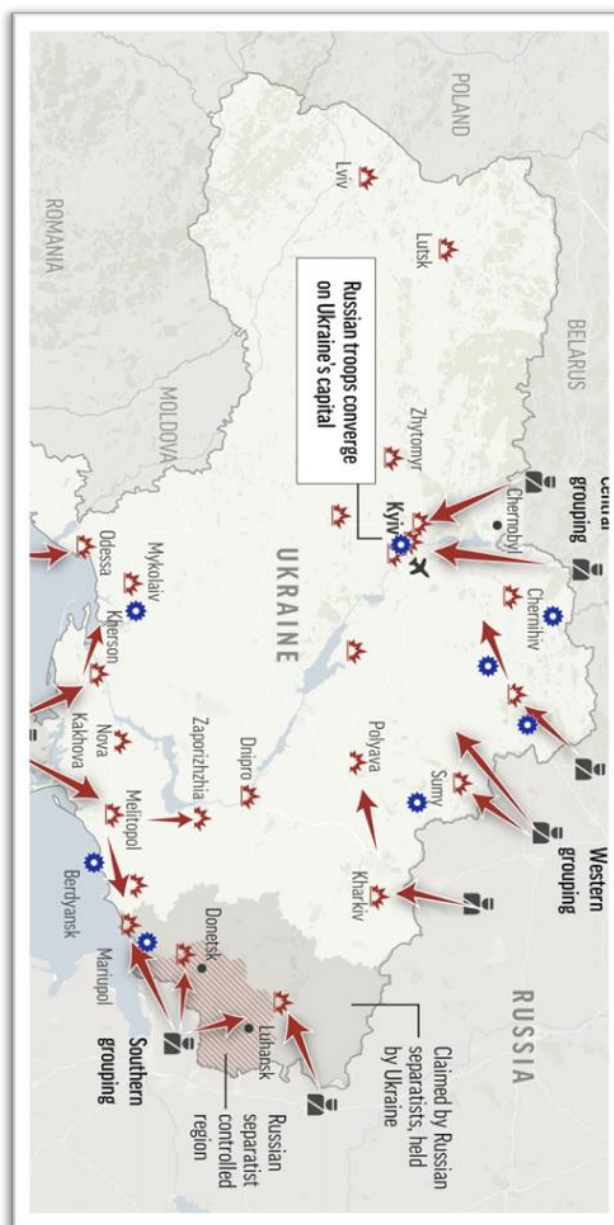 Central
grouping
Western
grouping
BELARUS
Chernihiv
RUSSIA
Chernobyl
POLAND
Sumy
Claimed by Russian
separatists, held
by Ukraine
Lutsk
Zhytomyr
Kyiv
Polyava
Kharkiv
Lviv
Russian troops converge
on Ukraine's capital
UKRAINE
Luhansk
Russian
separatist
controlled
region
Dnipro
Donetsk
Zaporizhzhia
MOLDOVA
Mykolaiv
Southern
grouping
Melitopol
Kherson
Nova
Kakhova
Mariupol
Odessa
Berdyansk
ROMANIA